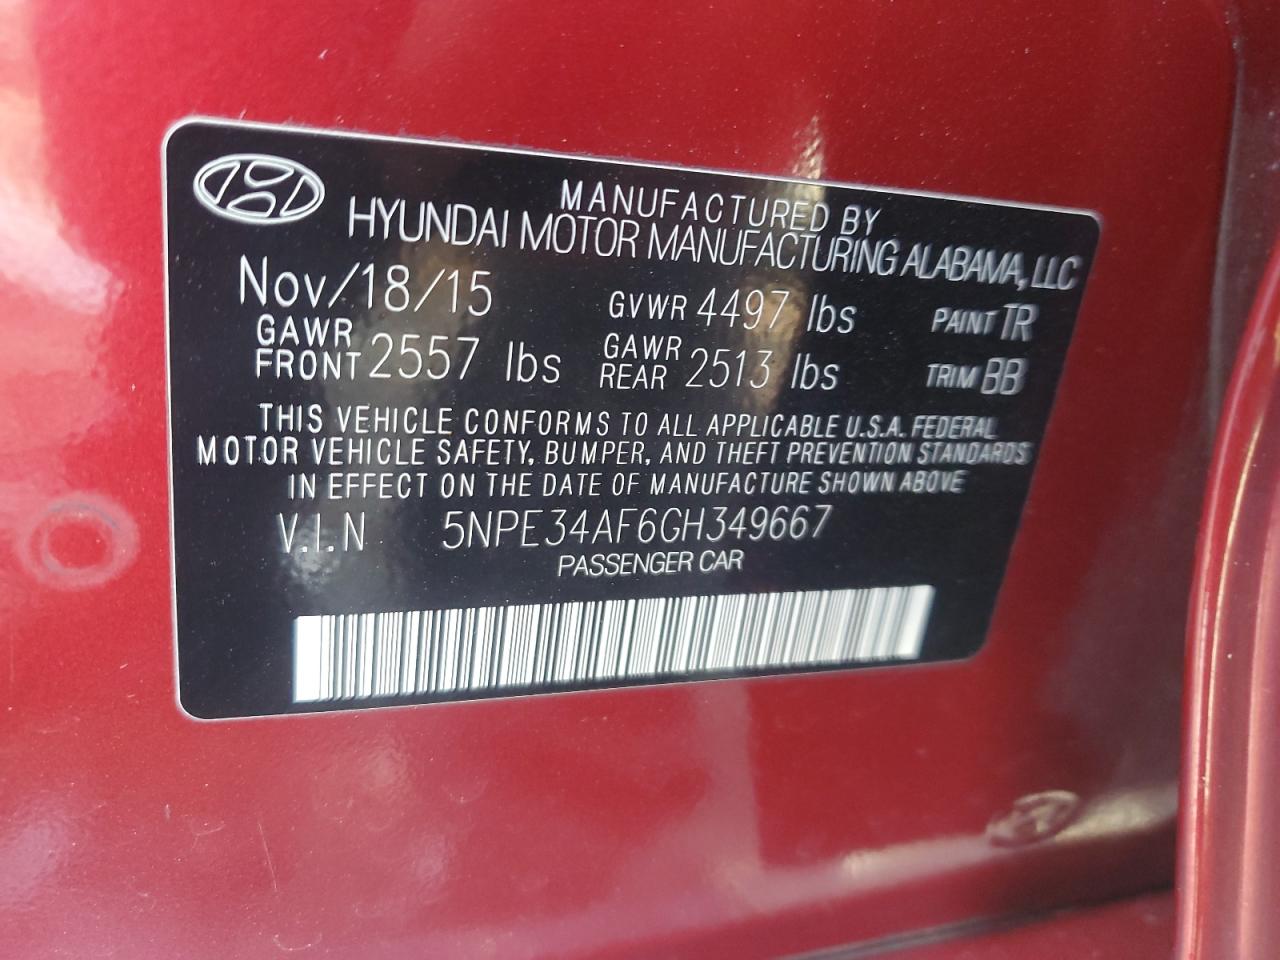 MANUFACTURED BY
HYUNDAI MOTOR MANUFACTURING ALABAMA, LLC
Nov/18/15 GVWR 4497 lbs PAINT TR
GAWR FRONT 2557 lbs GAWR REAR 2513 lbs TRIM BB
THIS VEHICLE CONFORMS TO ALL APPLICABLE U.S.A. FEDERAL
MOTOR VEHICLE SAFETY, BUMPER, AND THEFT PREVENTION STANDARDS
IN EFFECT ON THE DATE OF MANUFACTURE SHOWN ABOVE
V.I.N 5NPE34AF6GH349667
PASSENGER CAR